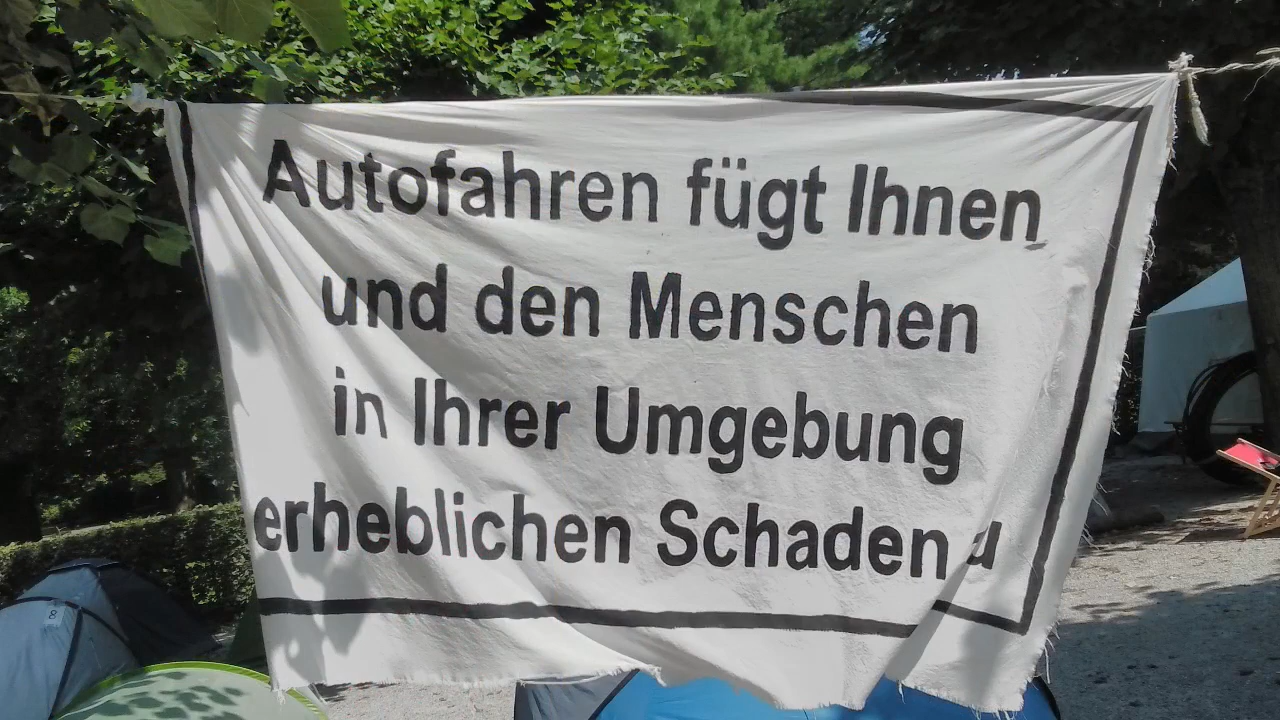 Autofahren fügt Ihnen
und den Menschen
in Ihrer Umgebung
erheblichen Schaden